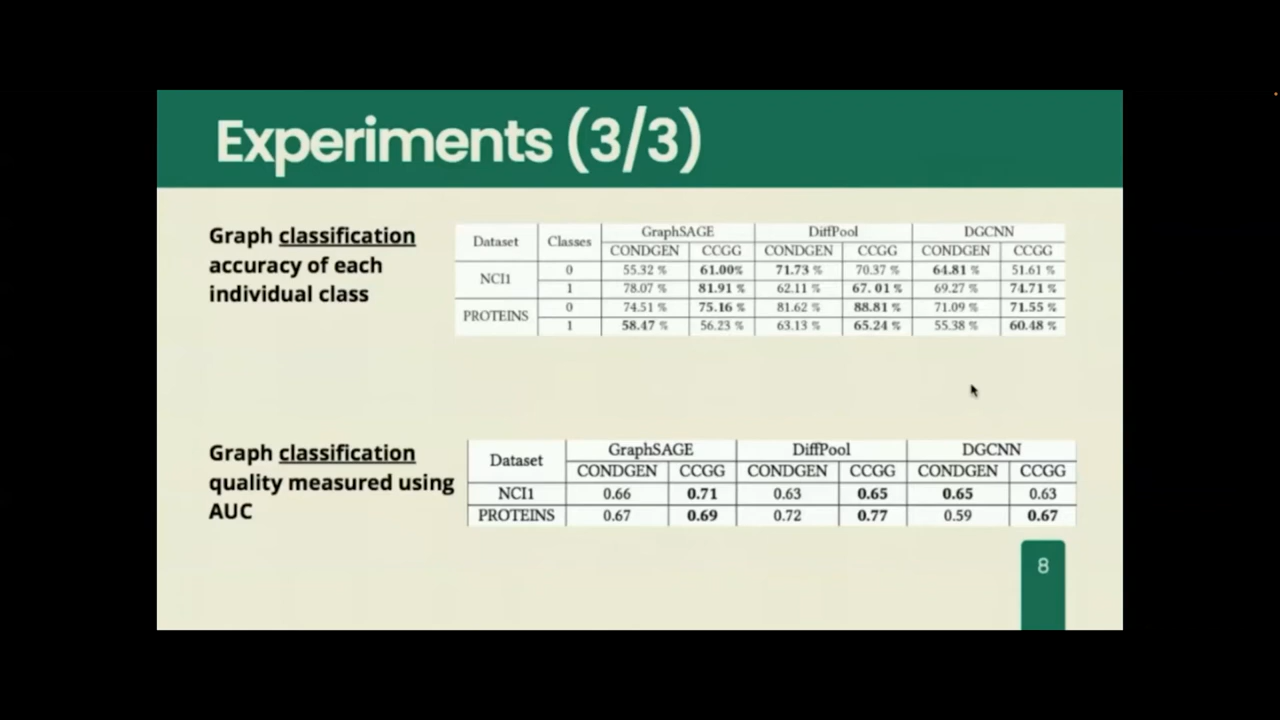 Experiments (3/3)
Graph classification
accuracy of each
individual class
Dataset Classes GraphSAGE DiffPool DGCNN
CONDGEN CCGG CONDGEN CCGG CONDGEN CCGG
NCI1 0 55.32 % 61.00% 71.73 % 70.37 % 64.81 % 51.61 %
1 78.07 % 81.91 % 62.11 % 67. 01 % 69.27 % 74.71 %
PROTEINS 0 74.51 % 75.16 % 81.62 % 88.81 % 71.09 % 71.55 %
1 58.47 % 56.23 % 63.13 % 65.24 % 55.38 % 60.48 %
Graph classification
quality measured using
AUC
Dataset GraphSAGE DiffPool DGCNN
CONDGEN CCGG CONDGEN CCGG CONDGEN CCGG
NCI1 0.66 0.71 0.63 0.65 0.65 0.63
PROTEINS 0.67 0.69 0.72 0.77 0.59 0.67
8